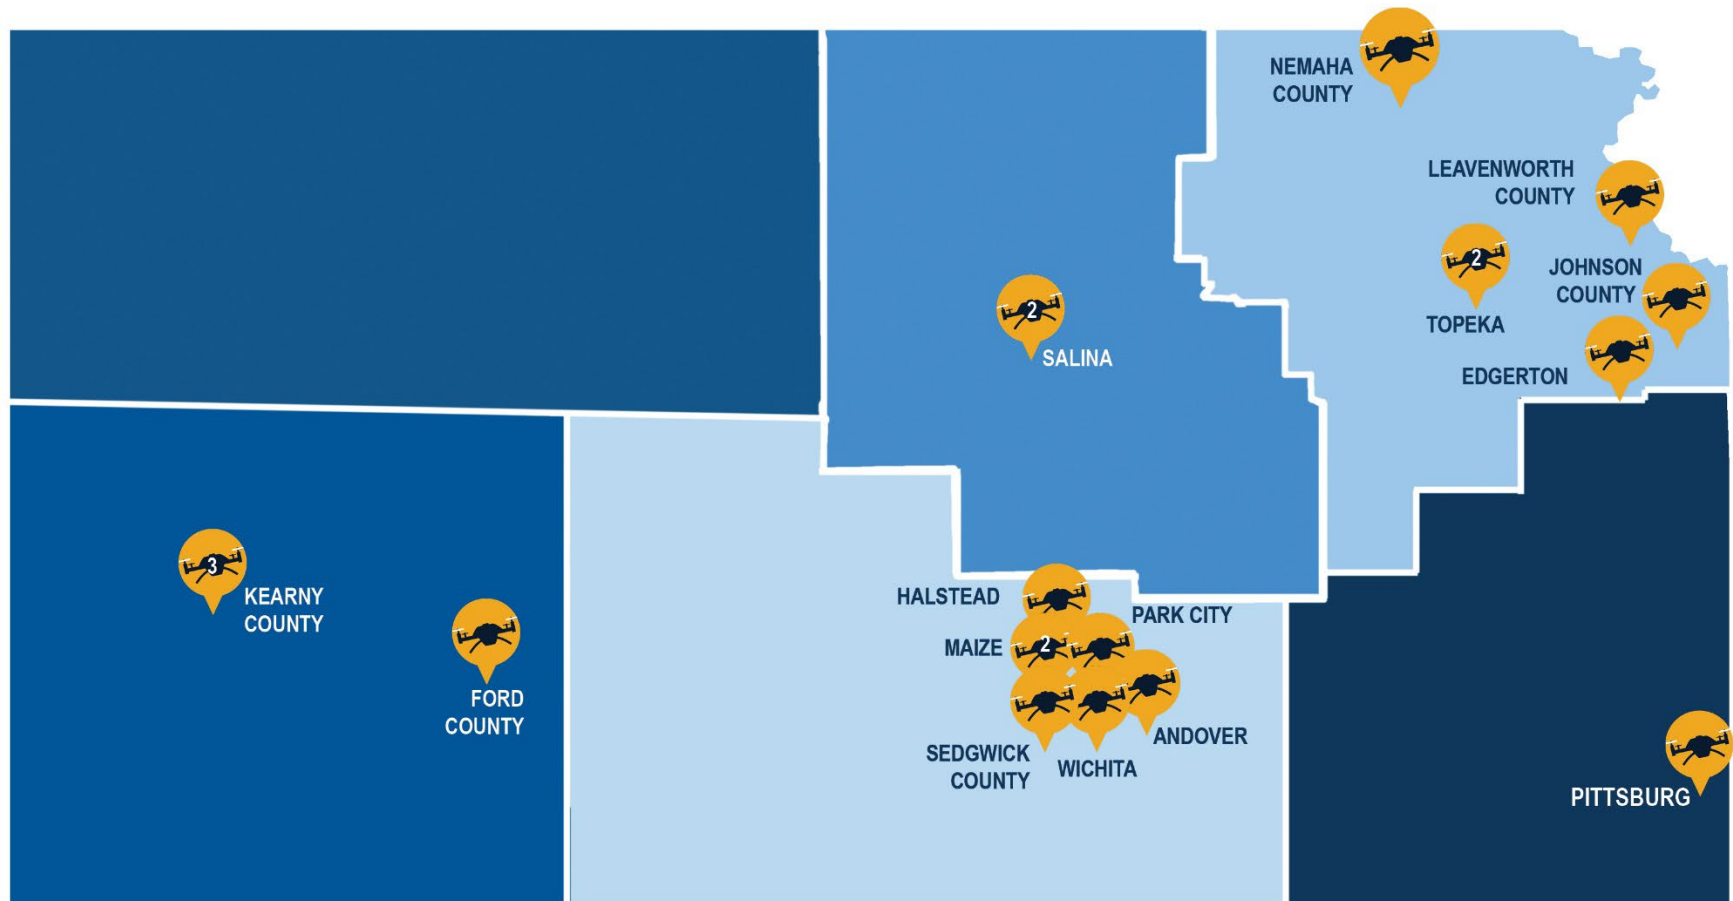 NEMAHA
COUNTY
LEAVENWORTH
COUNTY
2
TOPEKA
JOHNSON
COUNTY
EDGERTON
2
SALINA
3
KEARNY
COUNTY
FORD
COUNTY
HALSTEAD
PARK CITY
MAIZE
2
SEDGWICK
COUNTY
WICHITA
ANDOVER
PITTSBURG